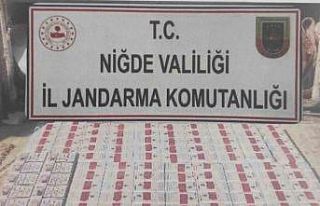 T.C.
NİĞDE VALİLİĞİ
İL JANDARMA KOMUTANLIĞI